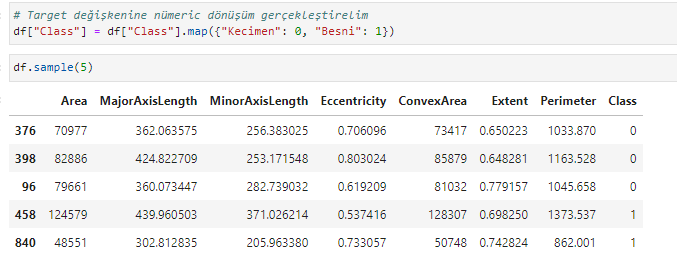 # Target değişkenine nümeric dönüşüm gerçekleştirelim
df["Class"] = df["Class"].map({"Kecimen": 0, "Besni": 1})
df.sample(5)
Area MajorAxisLength MinorAxisLength Eccentricity ConvexArea Extent Perimeter Class
376 70977 362.063575 256.383025 0.706096 73417 0.650223 1033.870 0
398 82886 424.822709 253.171548 0.803024 85879 0.648281 1163.528 0
96 79661 360.073447 282.739032 0.619209 81032 0.779157 1045.658 0
458 124579 439.960503 371.026214 0.537416 128307 0.698250 1373.537 1
840 48551 302.812835 205.963380 0.733057 50748 0.742824 862.001 1